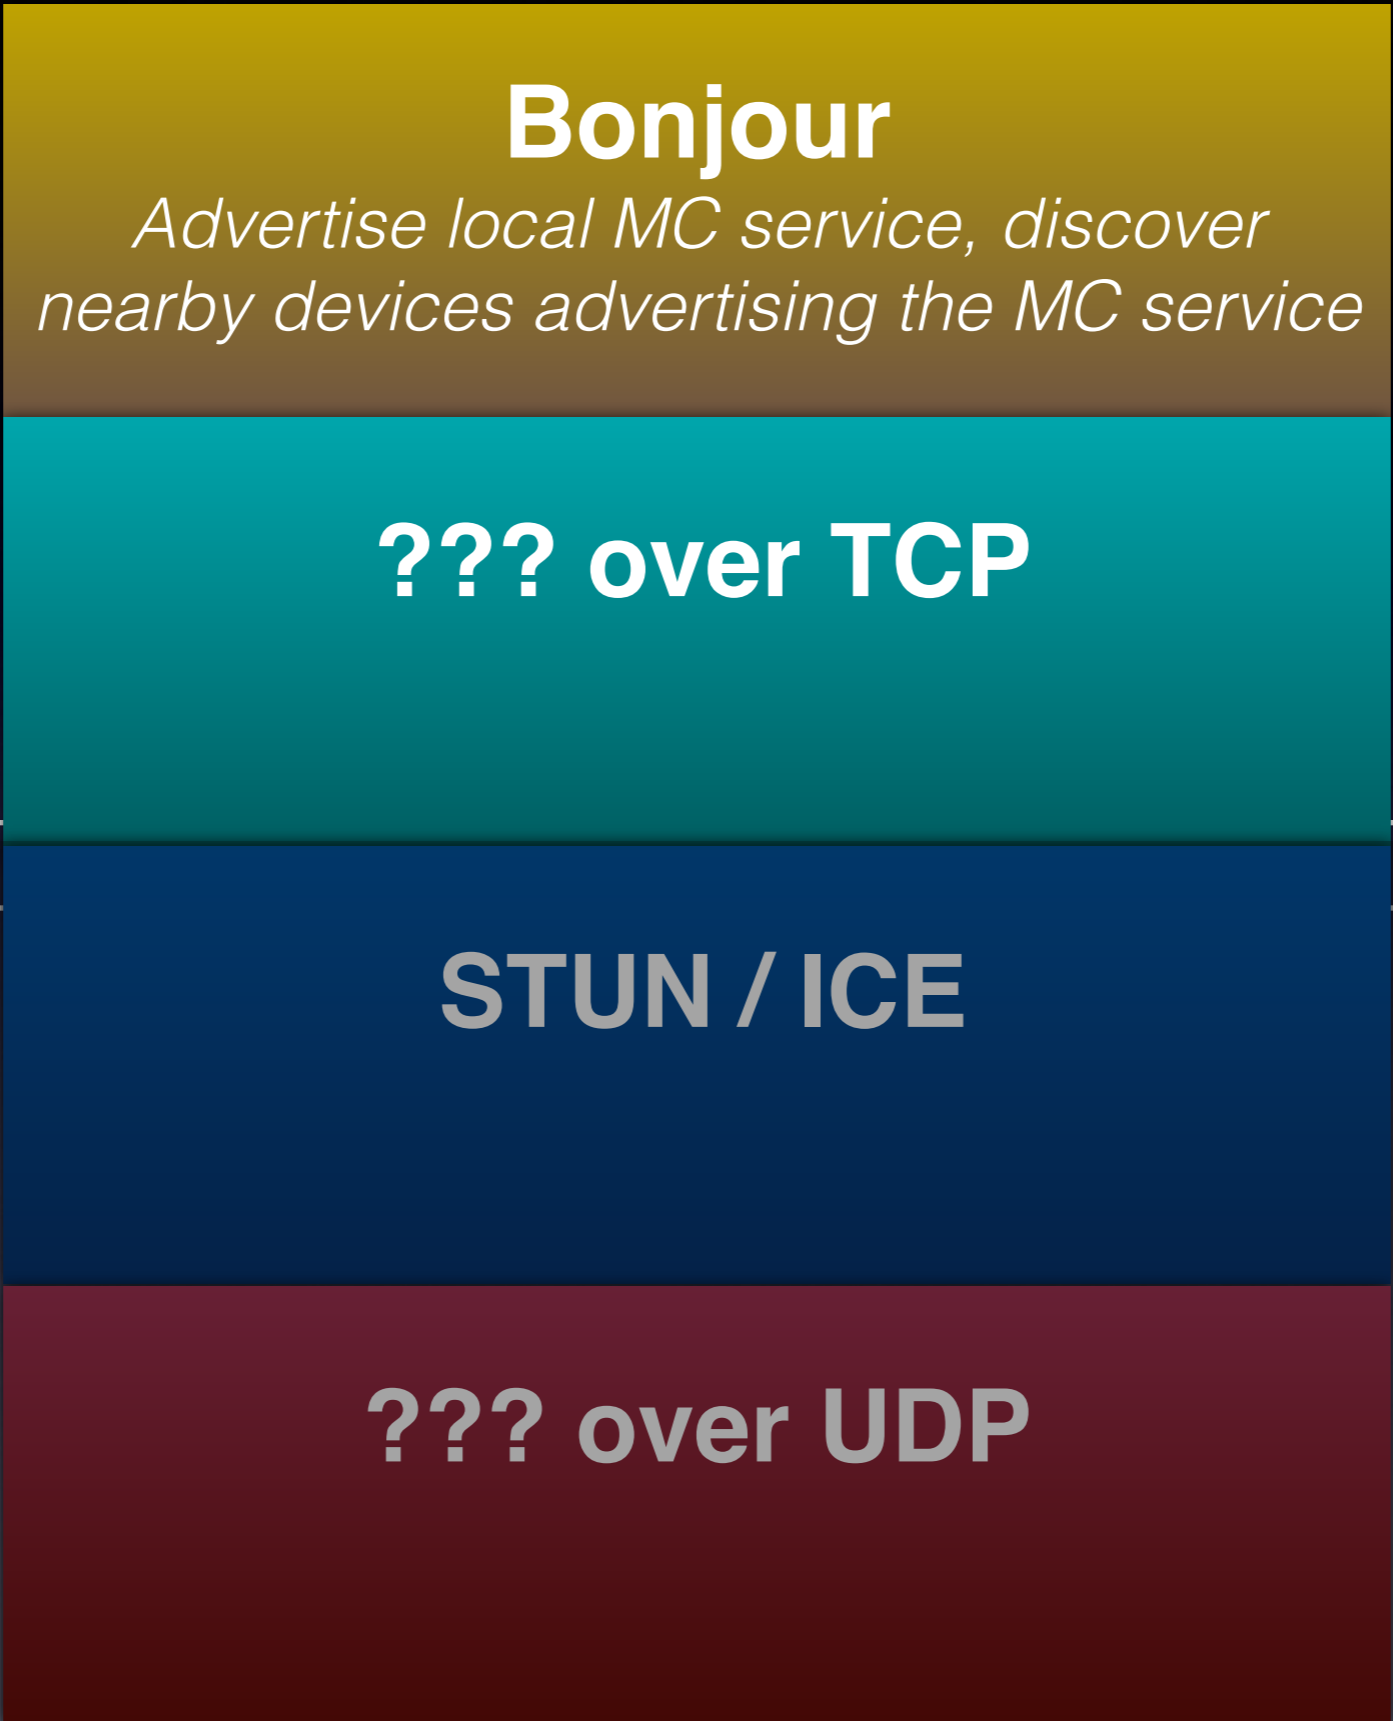 Bonjour
Advertise local MC service, discover
nearby devices advertising the MC service
??? over TCP
STUN / ICE
??? over UDP